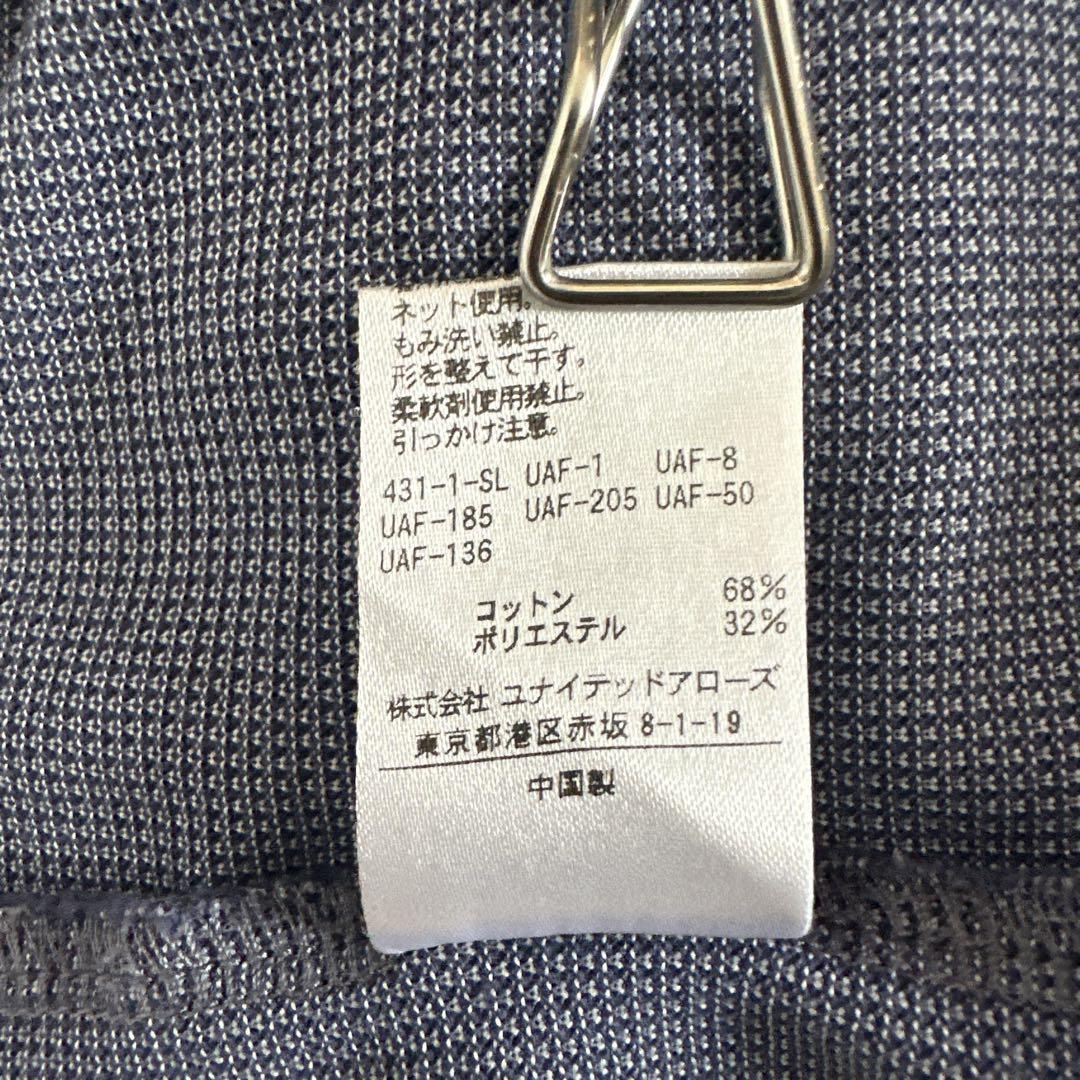 ネット使用。
もみ洗い禁止。
形を整えて干す。
柔軟剤使用禁止。
引っかけ注意。
431-1-SL UAF-1 UAF-8
UAF-185 UAF-205 UAF-50
UAF-136
コットン 68%
ポリエステル 32%
株式会社 ユナイテッドアローズ
東京都港区赤坂 8-1-19
中国製